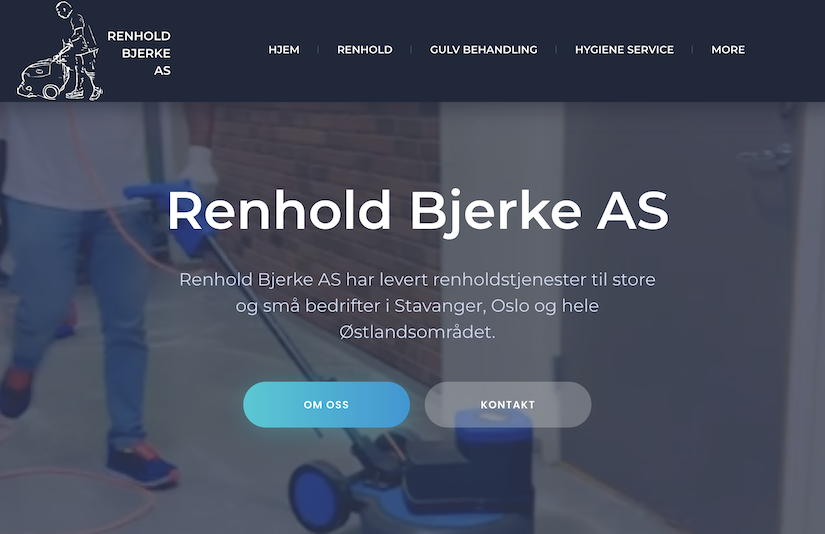 RENHOLD
BJERKE
AS
HJEM
RENHOLD
GULV BEHANDLING
HYGIENE SERVICE
MORE
Renhold Bjerke AS
Renhold Bjerke AS har levert renholdstjenester til store
og små bedrifter i Stavanger, Oslo og hele
Østlandsområdet.
OM OSS
KONTAKT